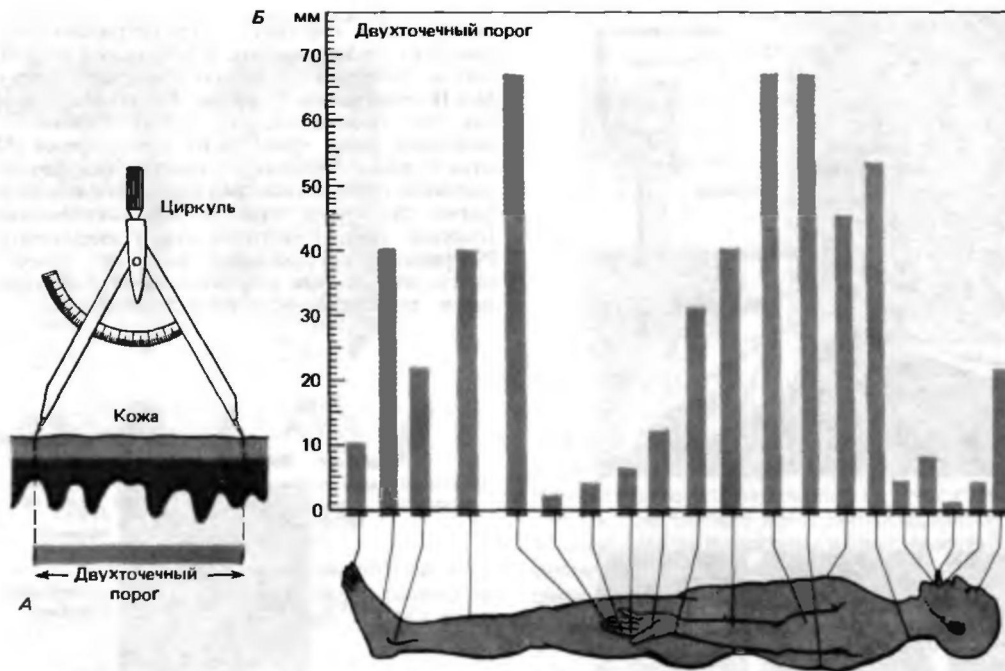 А
Циркуль
Кожа
Двухточечный
порог
Б
мм
Двухточечный порог
70
60
50
40
30
20
10
0